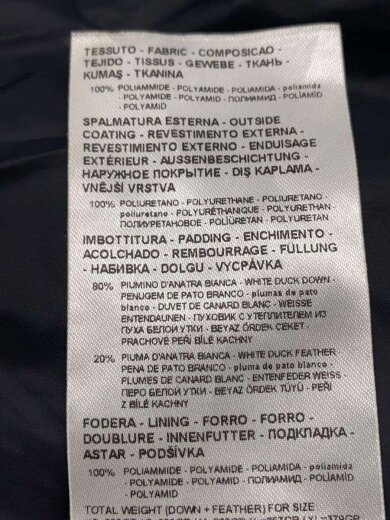 TESSUTO - FABRIC - COMPOSICAO -
TEJIDO - TISSUS - GEWEBE - ТКАНЬ -
KUMAŞ - TKANINA
100% POLIAMMIDE - POLYAMIDE - POLIAMIDA - poliamida
- POLYAMIDE - POLYAMID - ПОЛИАМИД - POLİAMİD
- POLYAMID
SPALMATURA ESTERNA - OUTSIDE
COATING - REVESTIMENTO EXTERNA -
REVESTIMIENTO EXTERNO - ENDUISAGE
EXTÉRIEUR - AUSSENBESCHICHTUNG -
НАРУЖНОЕ ПОКРЫТИЕ - DIŞ KAPLAMA -
VNĚJŠÍ VRSTVA
100% POLIURETANO - POLYURETHANE - POLIURETANO -
poliuretano - POLYURÉTHANIQUE - POLYURETHAN -
ПОЛИУРЕТАНОВОЕ - POLİÜRETAN - POLYURETAN
IMBOTTITURA - PADDING - ENCHIMENTO -
ACOLCHADO - REMBOURRAGE - FÜLLUNG
- НАБИВКА - DOLGU - VYCPÁVKA
80% PIUMINO D'ANATRA BIANCA - WHITE DUCK DOWN -
PENUGEM DE PATO BRANCO - plumas de pato
blanco - DUVET DE CANARD BLANC - WEISSE
ENTENDAUNEN - ПУХОВИК С УТЕПЛИТЕЛЕМ ИЗ
ПУХА БЕЛОЙ УТКИ - BEYAZ ÖRDEK CEKET -
PRACHOVÉ PEŘÍ BÍLÉ KACHNY
20% PIUMA D'ANATRA BIANCA - WHITE DUCK FEATHER -
PENA DE PATO BRANCO - pluma de pato blanco -
PLUMES DE CANARD BLANC - ENTENFEDER WEISS -
ПЕРО БЕЛОЙ УТКИ - BEYAZ ÖRDEK TÜYÜ - PEŘÍ
Z BÍLÉ KACHNY
FODERA - LINING - FORRO - FORRO -
DOUBLURE - INNENFUTTER - ПОДКЛАДКА -
ASTAR - PODŠÍVKA
100% POLIAMMIDE - POLYAMIDE - POLIAMIDA - poliamida
- POLYAMIDE - POLYAMID - ПОЛИАМИД - POLİAMİD
- POLYAMID
TOTAL WEIGHT (DOWN + FEATHER) FOR SIZE